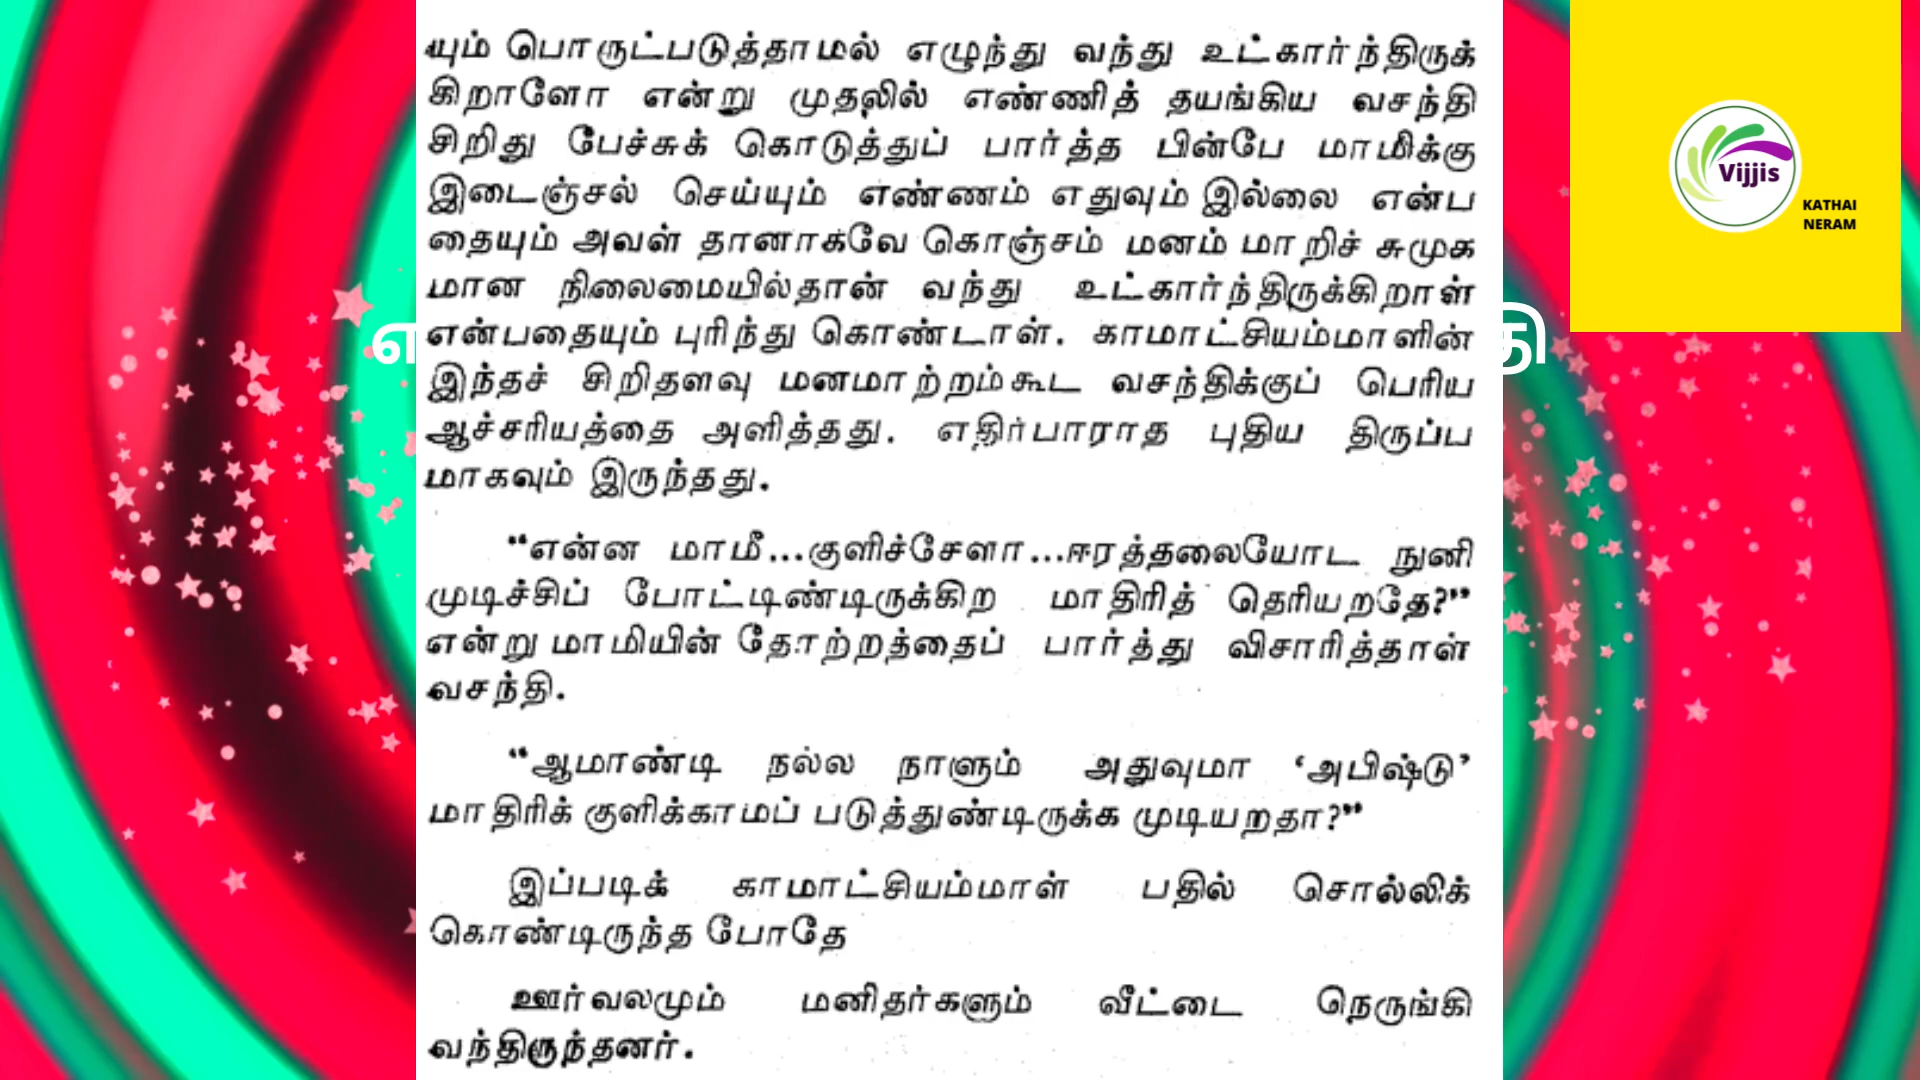 யும் பொருட்படுத்தாமல் எழுந்து வந்து உட்கார்ந்திருக்
கிறாளோ என்று முதலில் எண்ணித் தயங்கிய வசந்தி
சிறிது பேச்சுக் கொடுத்துப் பார்த்த பின்பே மாமிக்கு
இடைஞ்சல் செய்யும் எண்ணம் எதுவும் இல்லை என்ப
தையும் அவள் தானாகவே கொஞ்சம் மனம் மாறிச் சுமுக
மான நிலைமையில்தான் வந்து உட்கார்ந்திருக்கிறாள்
என்பதையும் புரிந்து கொண்டாள். காமாட்சியம்மாளின்
இந்தச் சிறிதளவு மனமாற்றம்கூட வசந்திக்குப் பெரிய
ஆச்சரியத்தை அளித்தது. எதிர்பாராத புதிய திருப்ப
மாகவும் இருந்தது.
“என்ன மாமீ...குளிச்சேளா...ஈரத்தலையோட நுனி
முடிச்சிப் போட்டிண்டிருக்கிற மாதிரித் தெரியறதே?”
என்று மாமியின் தோற்றத்தைப் பார்த்து விசாரித்தாள்
வசந்தி.
“ஆமாண்டி நல்ல நாளும் அதுவுமா ‘அபிஷ்டு’
மாதிரிக் குளிக்காமப் படுத்துண்டிருக்க முடியறதா?”
இப்படிக் காமாட்சியம்மாள் பதில் சொல்லிக்
கொண்டிருந்த போதே
ஊர்வலமும் மனிதர்களும் வீட்டை நெருங்கி
வந்திருந்தனர்.
Vijjis
KATHAI
NERAM